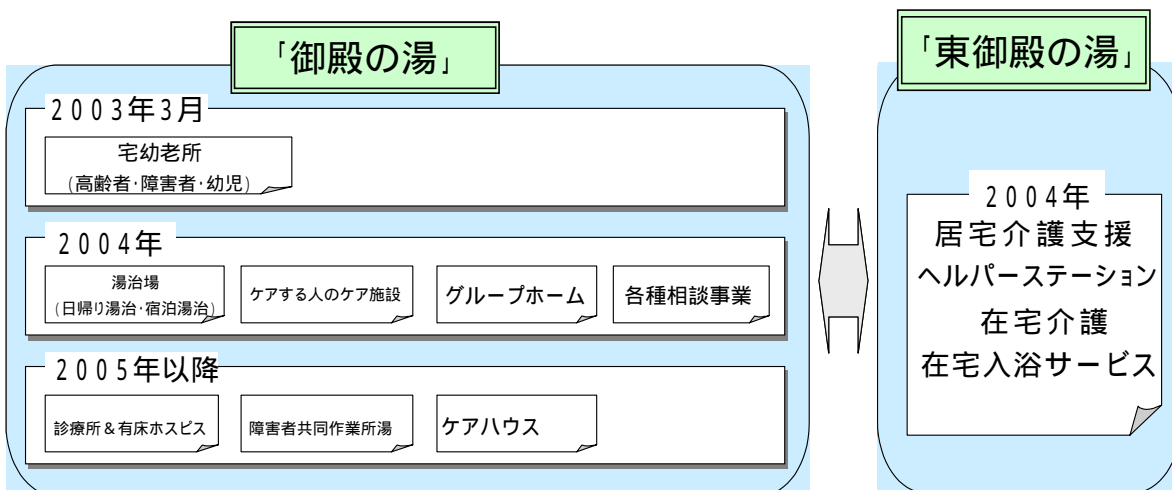 「御殿の湯」
2003年3月
宅幼老所
(高齢者・障害者・幼児)
2004年
湯治場
(日帰り湯治・宿泊湯治)
ケアする人のケア施設
グループホーム
各種相談事業
2005年以降
診療所&有床ホスピス
障害者共同作業所湯
ケアハウス
「東御殿の湯」
2004年
居宅介護支援
ヘルパーステーション
在宅介護
在宅入浴サービス